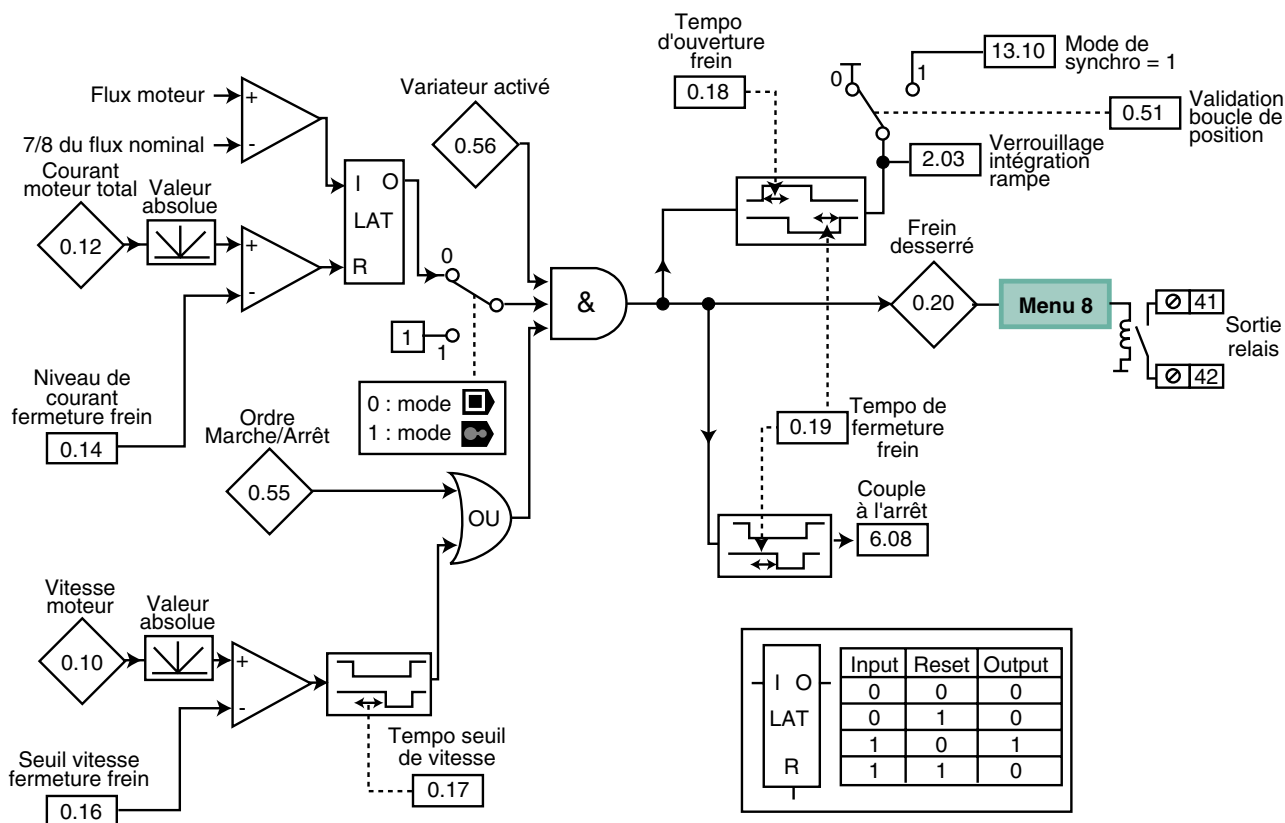 Flux moteur
+
7/8 du flux nominal
-
Courant
moteur total
0.12
Valeur
absolue
+
-
I O
LAT
R
Niveau de
courant
fermeture frein
0.14
Variateur activé
0.56
0
1
1
0 : mode
1 : mode
&
Ordre
Marche/Arrêt
0.55
OU
Vitesse
moteur
0.10
Valeur
absolue
+
-
Seuil vitesse
fermeture frein
0.16
Tempo seuil
de vitesse
0.17
Tempo
d'ouverture
frein
0.18
0
1
13.10
Mode de
synchro = 1
0.51
Validation
boucle de
position
2.03
Verrouillage
intégration
rampe
Frein
desserré
0.20
Menu 8
41
42
Sortie
relais
0.19
Tempo de
fermeture
frein
Couple
à l'arrêt
6.08
I O
LAT
R
Input Reset Output
0 0 0
0 1 0
1 0 1
1 1 0